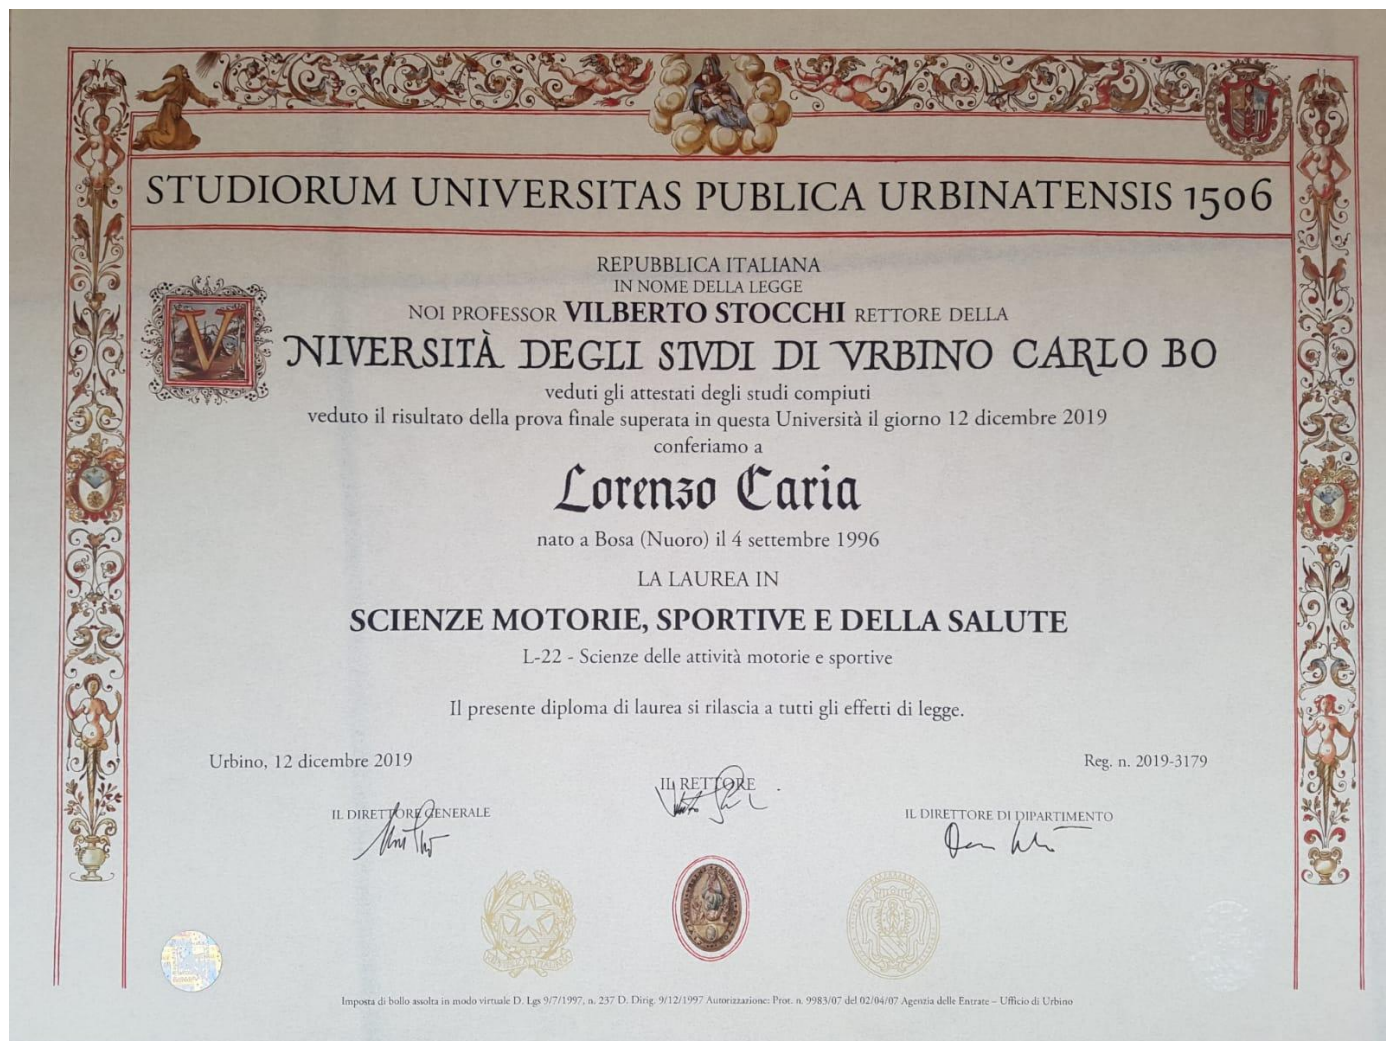 STUDIORUM UNIVERSITAS PUBLICA URBINATENSIS 1506
REPUBBLICA ITALIANA
IN NOME DELLA LEGGE
NOI PROFESSOR VILBERTO STOCCHI RETTORE DELLA
VNIVERSITÀ DEGLI STVDI DI VRBINO CARLO BO
veduti gli attestati degli studi compiuti
veduto il risultato della prova finale superata in questa Università il giorno 12 dicembre 2019
conferiamo a
Lorenzo Caria
nato a Bosa (Nuoro) il 4 settembre 1996
LA LAUREA IN
SCIENZE MOTORIE, SPORTIVE E DELLA SALUTE
L-22 - Scienze delle attività motorie e sportive
Il presente diploma di laurea si rilascia a tutti gli effetti di legge.
Urbino, 12 dicembre 2019
Reg. n. 2019-3179
IL RETTORE
IL DIRETTORE GENERALE
IL DIRETTORE DI DIPARTIMENTO
Imposta di bollo assolta in modo virtuale D. Lgs 9/7/1997, n. 237 D. Dirig. 9/12/1997 Autorizzazione: Prot. n. 9983/07 del 02/04/07 Agenzia delle Entrate – Ufficio di Urbino